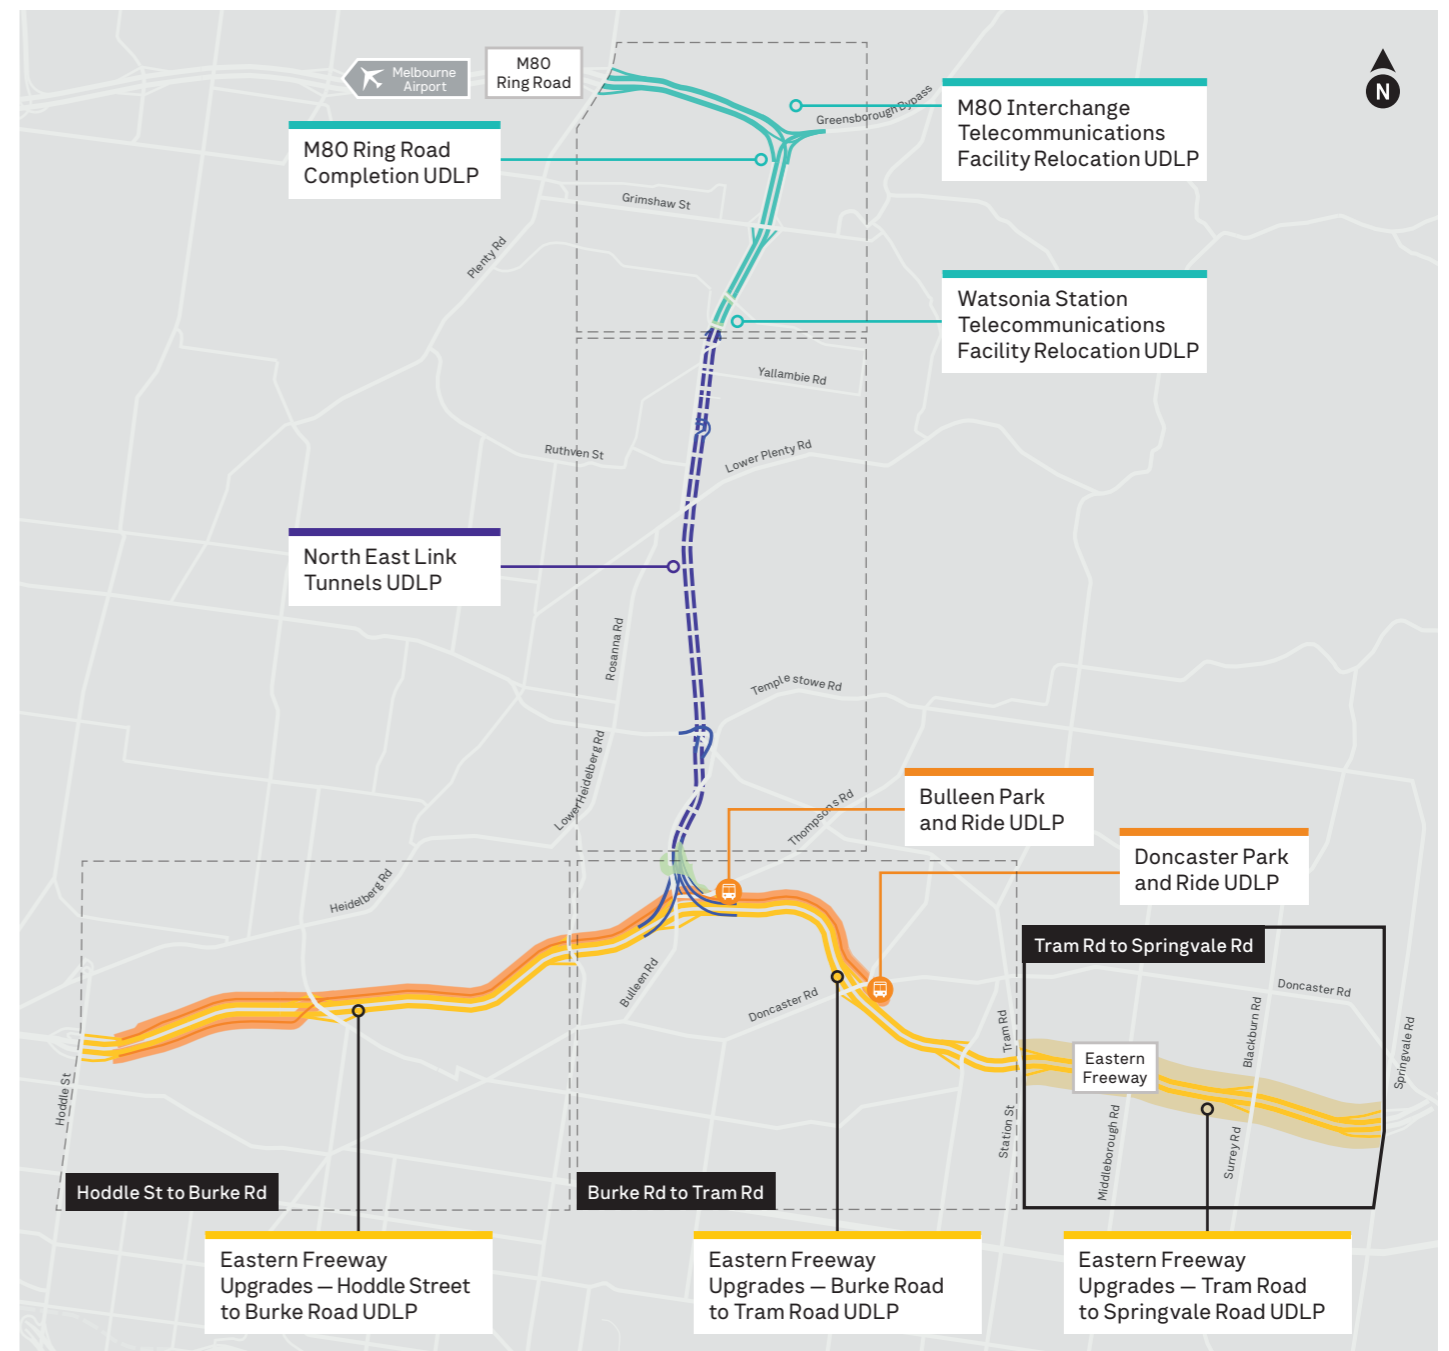 Melbourne
Airport
M80
Ring Road
N
M80 Interchange
Telecommunications
Facility Relocation UDLP
Greensborough Bypass
M80 Ring Road
Completion UDLP
Grimshaw St
Plenty Rd
Watsonia Station
Telecommunications
Facility Relocation UDLP
Yallambie Rd
Ruthven St
Lower Plenty Rd
North East Link
Tunnels UDLP
Rosanna Rd
Temple stowe Rd
Lower Heidelberg Rd
Bulleen Park
and Ride UDLP
Thompsons Rd
Doncaster Park
and Ride UDLP
Heidelberg Rd
Tram Rd to Springvale Rd
Bulleen Rd
Doncaster Rd
Doncaster Rd
Tram Rd
Blackburn Rd
Springvale Rd
Eastern
Freeway
Hoddle St
Station St
Middleborough Rd
Surrey Rd
Hoddle St to Burke Rd
Burke Rd to Tram Rd
Eastern Freeway
Upgrades — Hoddle Street
to Burke Road UDLP
Eastern Freeway
Upgrades — Burke Road
to Tram Road UDLP
Eastern Freeway
Upgrades — Tram Road
to Springvale Road UDLP